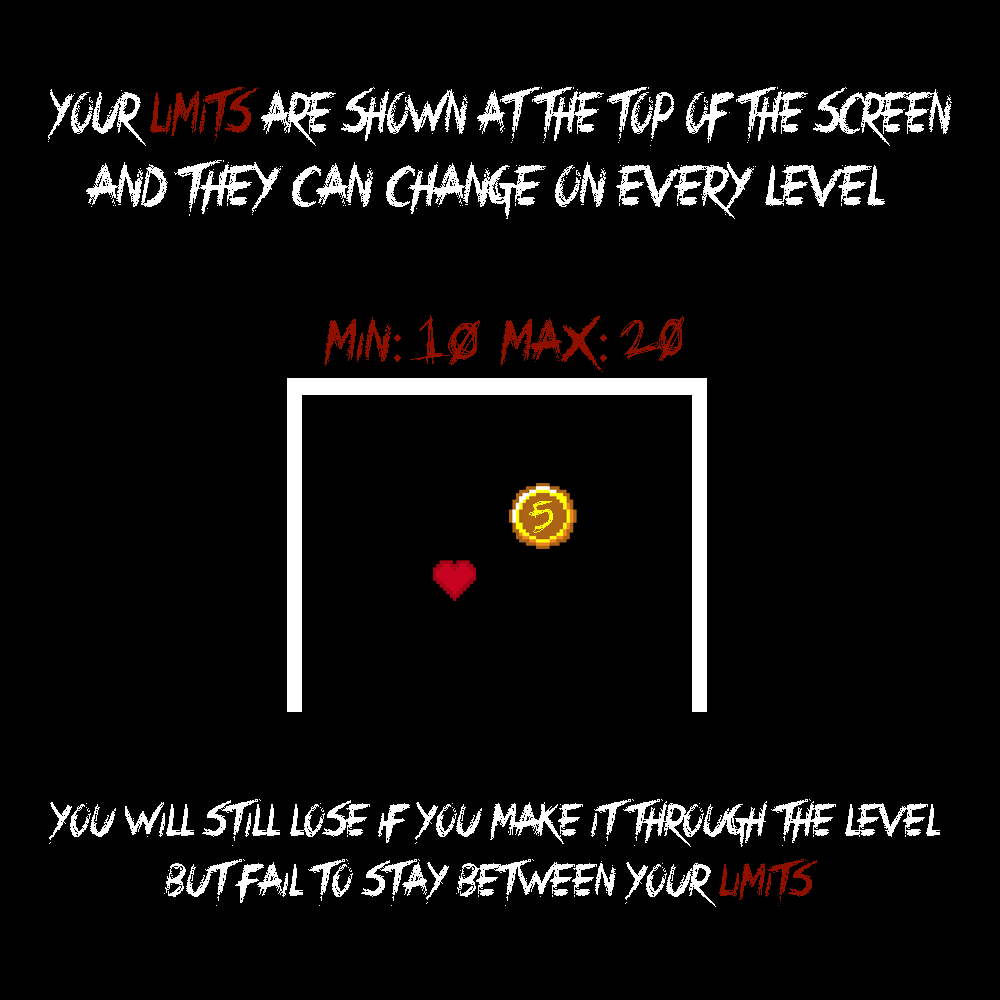 YOUR LIMITS ARE SHOWN AT THE TOP OF THE SCREEN
AND THEY CAN CHANGE ON EVERY LEVEL
MIN: 10 MAX: 20
5
YOU WILL STILL LOSE IF YOU MAKE IT THROUGH THE LEVEL
BUT FAIL TO STAY BETWEEN YOUR LIMITS